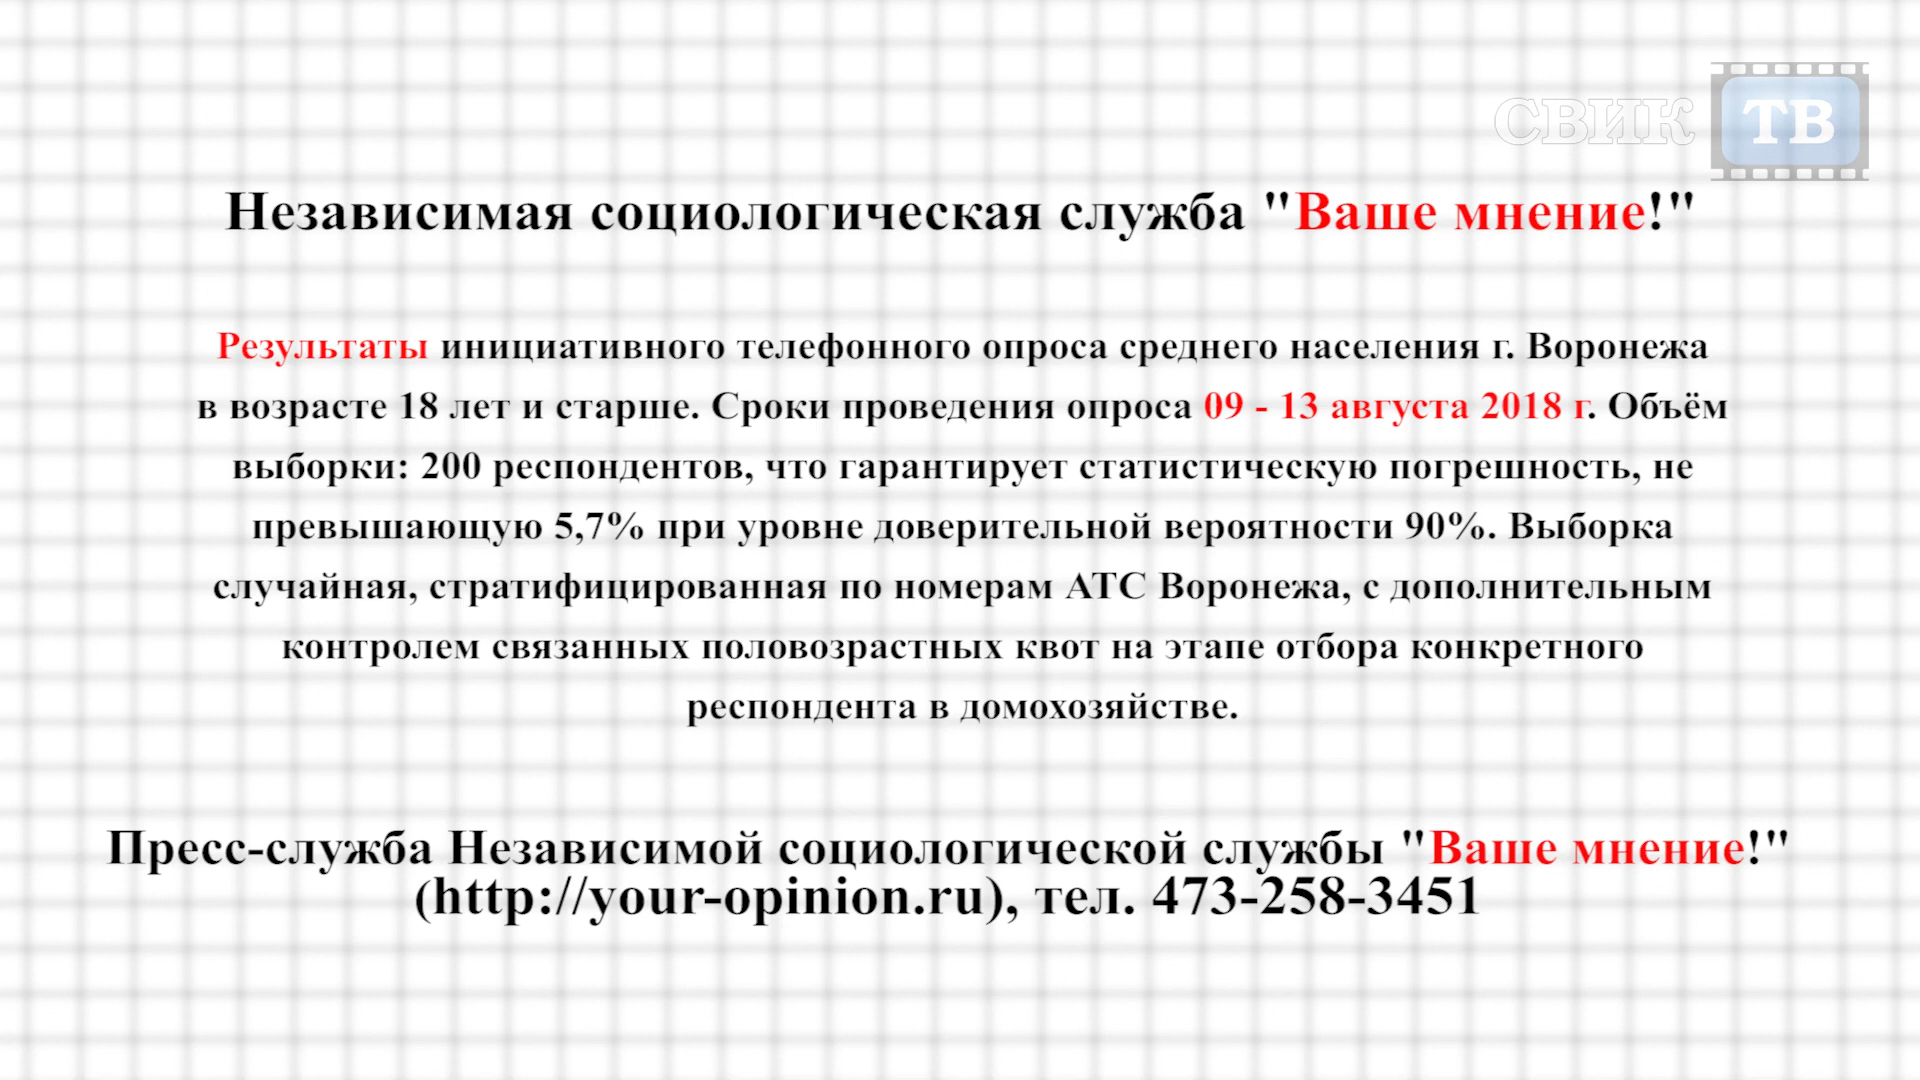 СВИК ТВ
Независимая социологическая служба "Ваше мнение!"
Результаты инициативного телефонного опроса среднего населения г. Воронежа
в возрасте 18 лет и старше. Сроки проведения опроса 09 - 13 августа 2018 г. Объём
выборки: 200 респондентов, что гарантирует статистическую погрешность, не
превышающую 5,7% при уровне доверительной вероятности 90%. Выборка
случайная, стратифицированная по номерам АТС Воронежа, с дополнительным
контролем связанных половозрастных квот на этапе отбора конкретного
респондента в домохозяйстве.
Пресс-служба Независимой социологической службы "Ваше мнение!"
(http://your-opinion.ru), тел. 473-258-3451